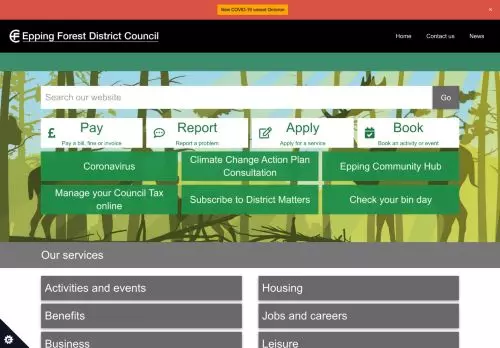 New COVID-19 variant Omicron
Epping Forest District Council
Home
Contact us
News
Search our website
Go
Pay
Pay a bill, fine or invoice
Report
Report a problem
Apply
Apply for a service
Book
Book an activity or event
Coronavirus
Climate Change Action Plan
Consultation
Epping Community Hub
Manage your Council Tax
online
Subscribe to District Matters
Check your bin day
Our services
Activities and events
Housing
Benefits
Jobs and careers
Business
Leisure